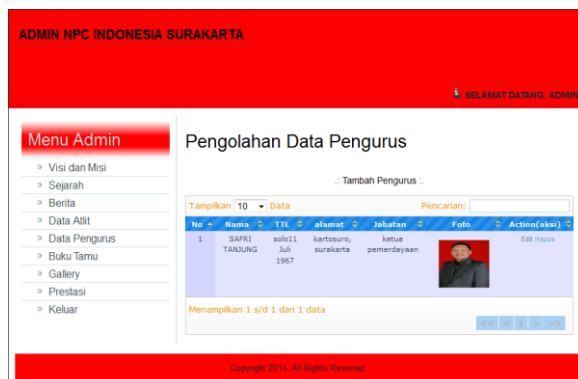 ADMIN NPC INDONESIA SURAKARTA
SELAMAT DATANG, ADMIN
Menu Admin
» Visi dan Misi
» Sejarah
» Berita
» Data Atlit
» Data Pengurus
» Buku Tamu
» Gallery
» Prestasi
» Keluar
Pengolahan Data Pengurus
.: Tambah Pengurus :.
Tampilkan 10 Data Pencarian:
No Nama TTL alamat Jabatan Foto Action(aksi)
1 SAFRI TANJUNG solo11 Juli 1967 kartosuro, surakarta ketua pemerdayaan Edit Hapus
Menampilkan 1 s/d 1 dari 1 data
<< < 1 > >>
Copyright 2014. All Rights Reserved.